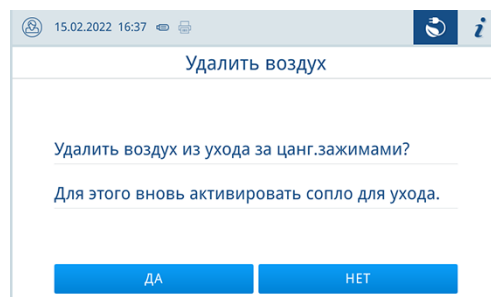 15.02.2022 16:37
i
Удалить воздух
Удалить воздух из ухода за цанг.зажимами?
Для этого вновь активировать сопло для ухода.
ДА
НЕТ